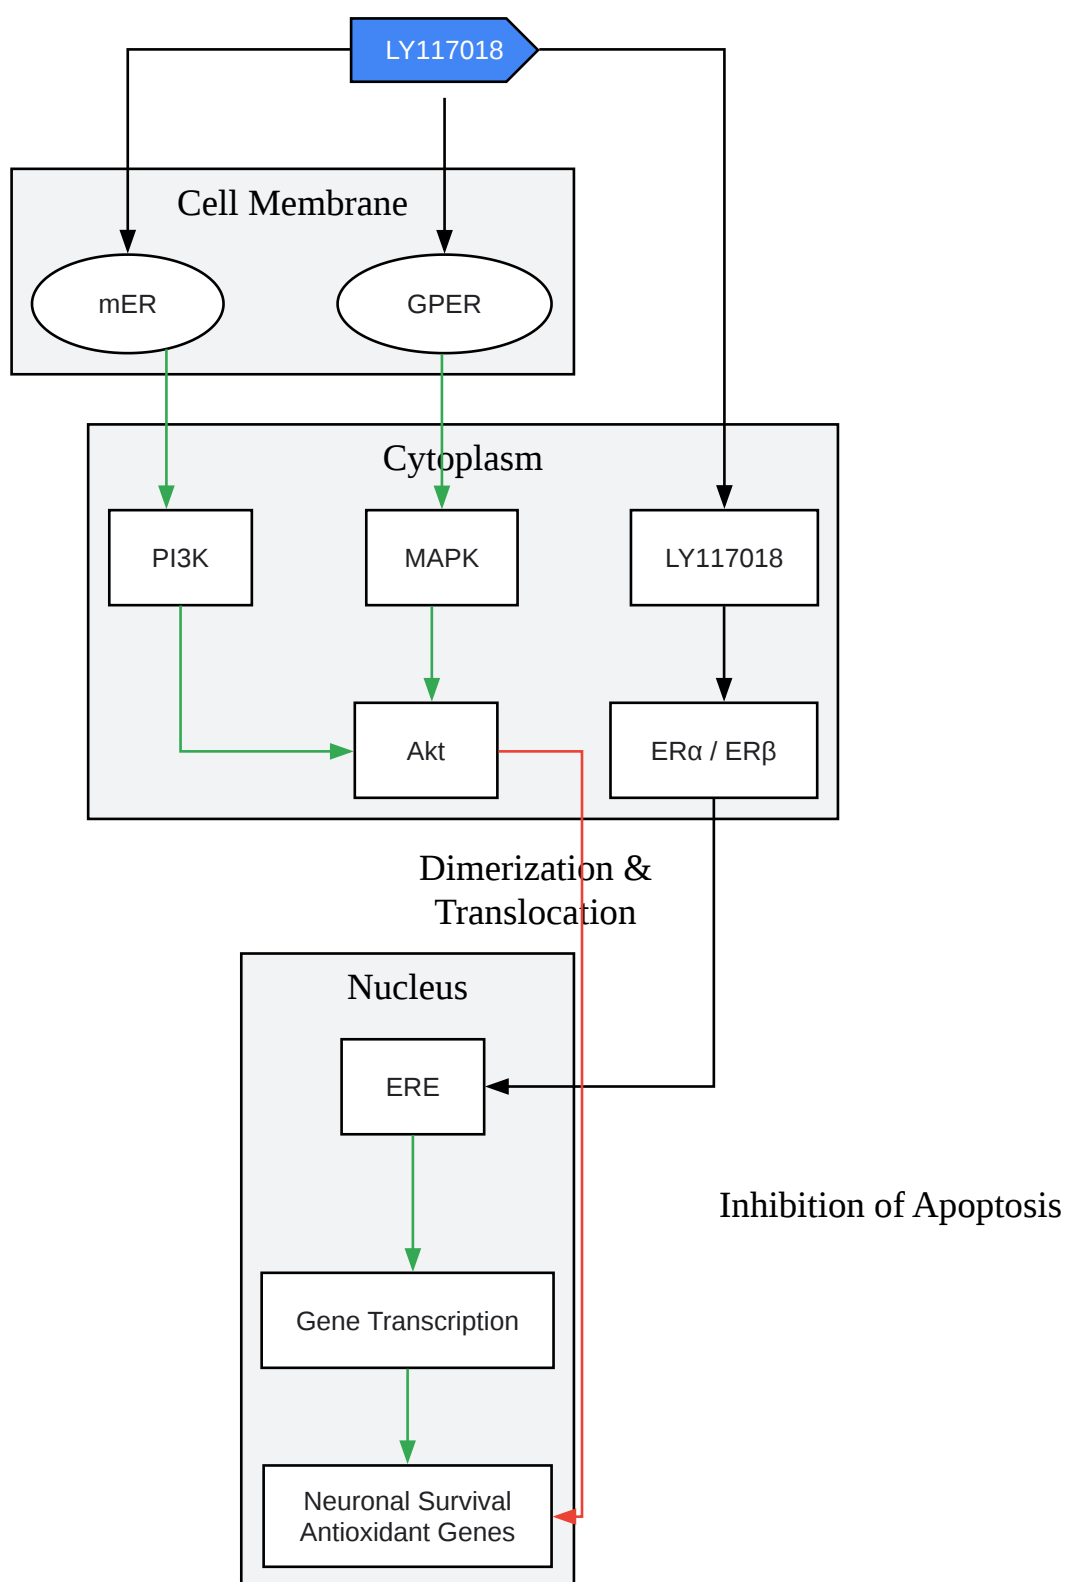 LY117018
Cell Membrane
mER
GPER
Cytoplasm
PI3K
MAPK
LY117018
Akt
ERα / ERβ
Dimerization &
Translocation
Nucleus
ERE
Inhibition of Apoptosis
Gene Transcription
Neuronal Survival
Antioxidant Genes